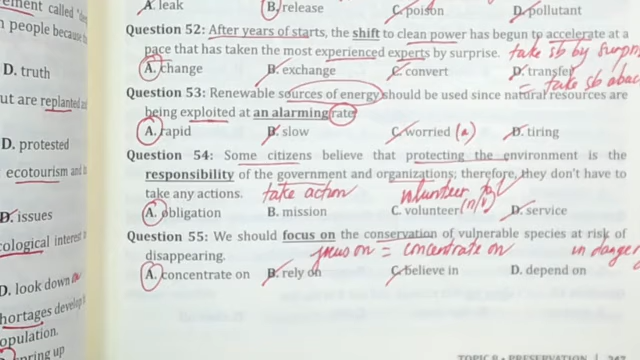 ement called "
n people because
D. truth
ut are replanted
D. protested
ecotourism and
D. issues
cological interest
D. look down
hortages develop
opulation.
pring up
A. leak B. release C. poison D. pollutant
Question 52: After years of starts, the shift to clean power has begun to accelerate at a
pace that has taken the most experienced experts by surprise. take sb by surpris
A. change B. exchange C. convert D. transfer = take sb abac
Question 53: Renewable sources of energy should be used since natural resources are
being exploited at an alarming rate
A. rapid B. slow C. worried (a) D. tiring
Question 54: Some citizens believe that protecting the environment is the
responsibility of the government and organizations; therefore, they don't have to
take any actions. take action volunteer
A. obligation B. mission C. volunteer (n/v) D. service
Question 55: We should focus on the conservation of vulnerable species at risk of
disappearing. focus on = concentrate on in danger
A. concentrate on B. rely on C. believe in D. depend on